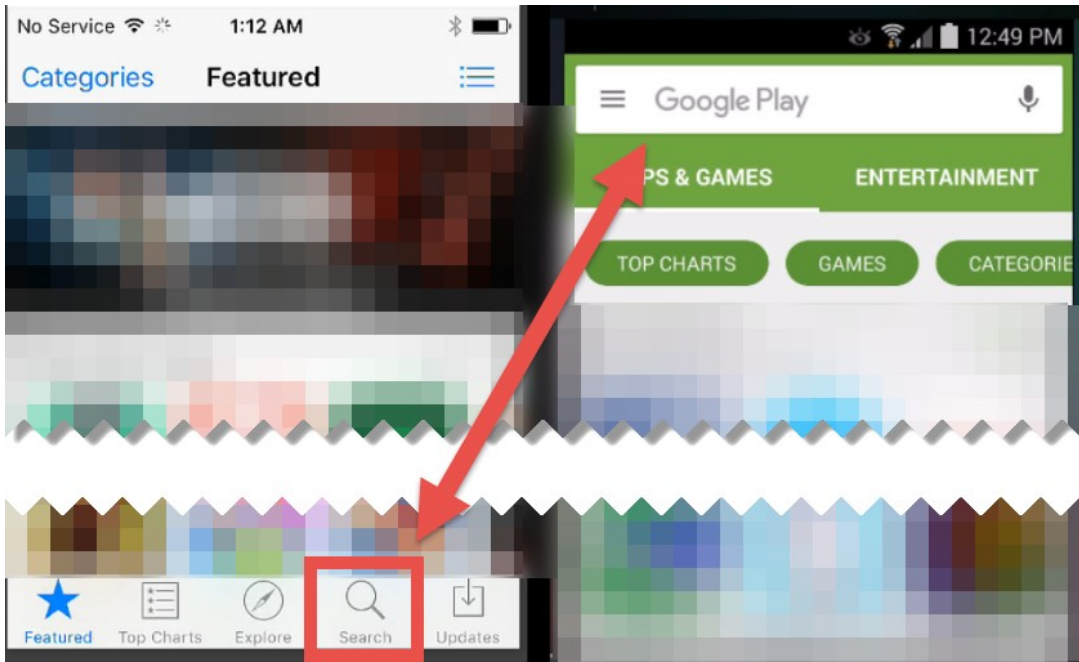 No Service 1:12 AM
Categories Featured
Featured Top Charts Explore Search Updates
12:49 PM
Google Play
PS & GAMES ENTERTAINMENT
TOP CHARTS GAMES CATEGORIE